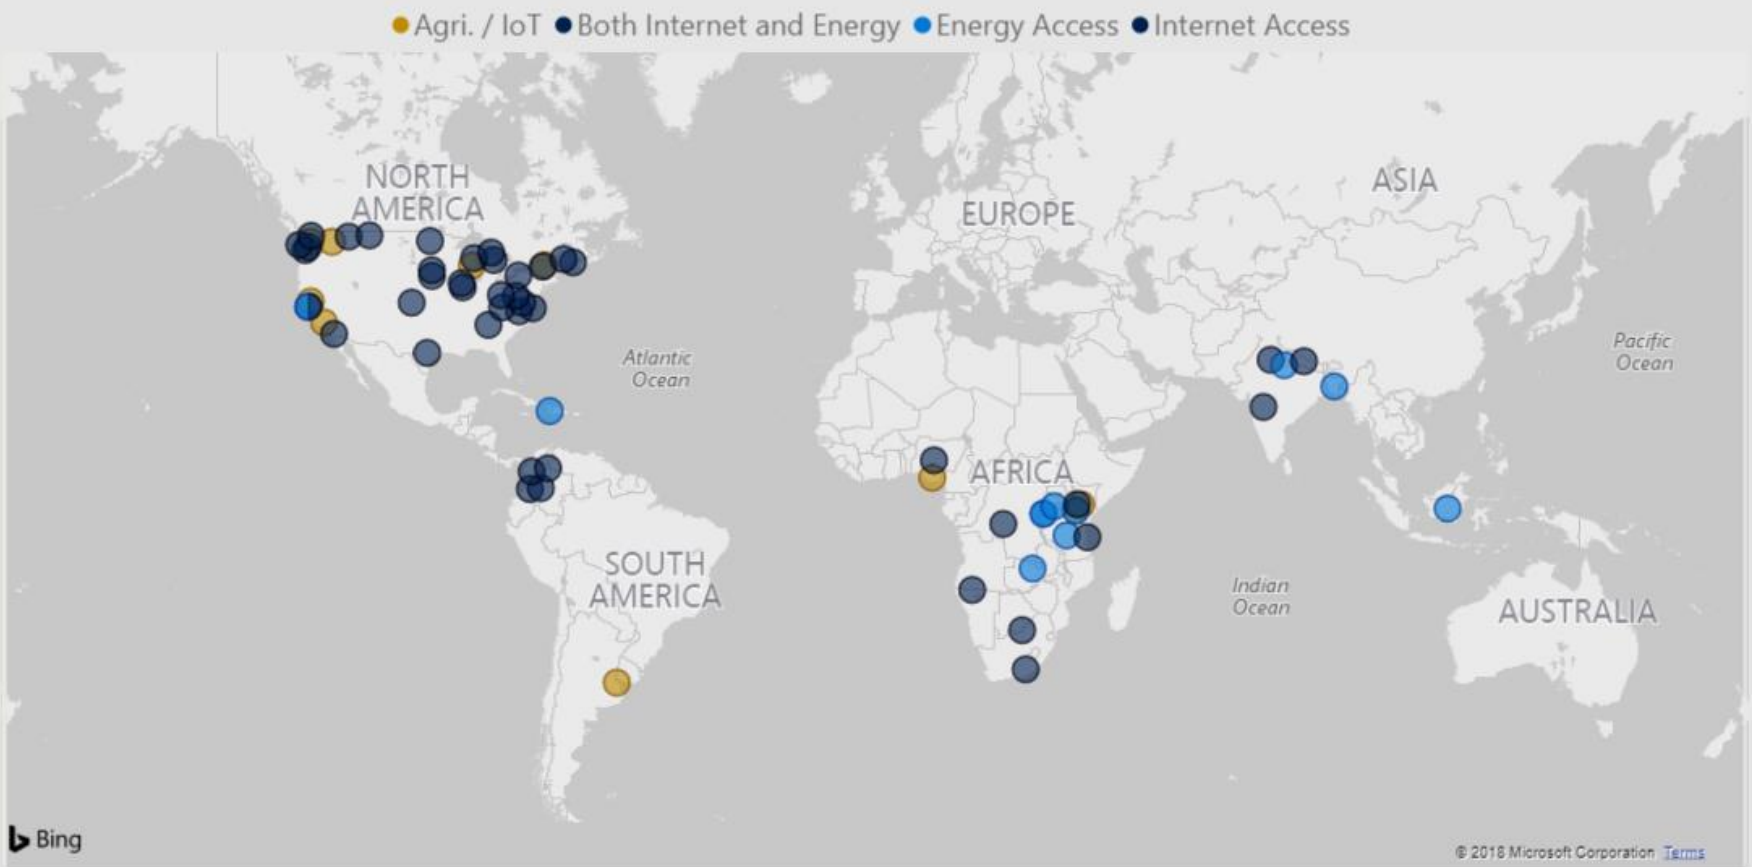 Agri. / IoT Both Internet and Energy Energy Access Internet Access
NORTH
AMERICA
EUROPE
ASIA
Atlantic
Ocean
Pacific
Ocean
AFRICA
SOUTH
AMERICA
Indian
Ocean
AUSTRALIA
Bing
© 2018 Microsoft Corporation Terms